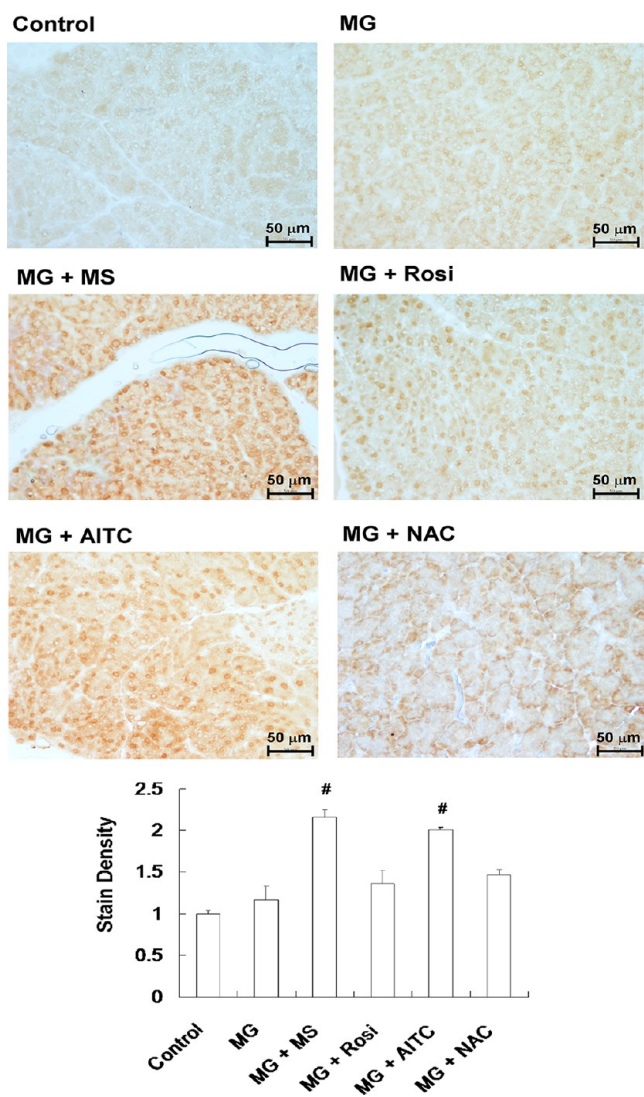 Control
MG
50 μm
50 μm
MG + MS
MG + Rosi
50 μm
50 μm
MG + AITC
MG + NAC
50 μm
50 μm
2.5
2
1.5
1
0.5
0
Stain Density
#
#
Control
MG
MG + MS
MG + Rosi
MG + AITC
MG + NAC